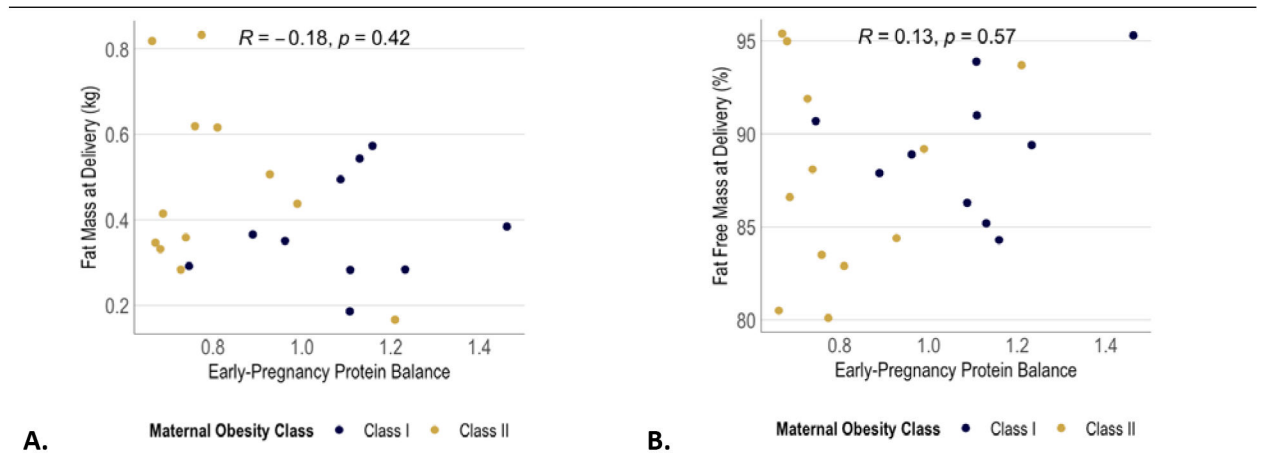 R = −0.18, p = 0.42
0.8
0.6
0.4
0.2
Fat Mass at Delivery (kg)
0.8 1.0 1.2 1.4
Early-Pregnancy Protein Balance
Maternal Obesity Class Class I Class II
A.
R = 0.13, p = 0.57
95
90
85
80
Fat Free Mass at Delivery (%)
0.8 1.0 1.2 1.4
Early-Pregnancy Protein Balance
Maternal Obesity Class Class I Class II
B.